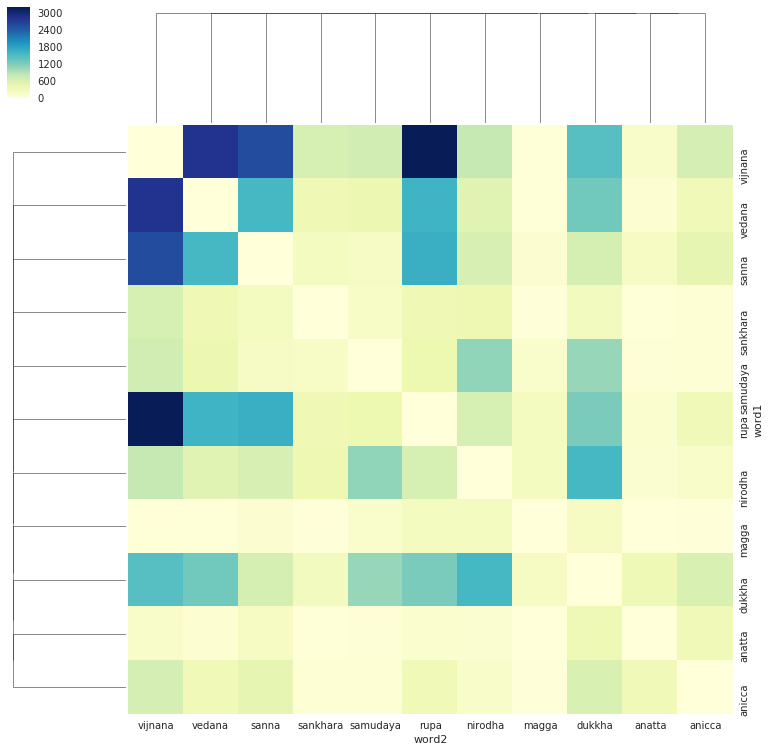 3000
2400
1800
1200
600
0
vijnana
vedana
sanna
sankhara
samudaya
rupa
nirodha
magga
dukkha
anatta
anicca
word1
vijnana vedana sanna sankhara samudaya rupa nirodha magga dukkha anatta anicca
word2